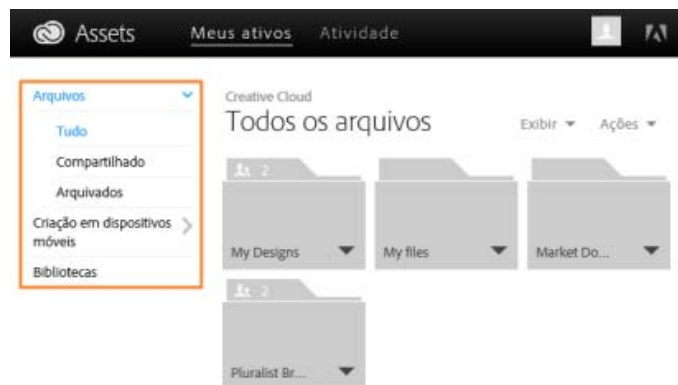 Assets
Meus ativos Atividade
Arquivos
Tudo
Compartilhado
Arquivados
Criação em dispositivos
móveis
Bibliotecas
Creative Cloud
Todos os arquivos
Exibir Ações
2
My Designs
My files
Market Do...
2
Pluralist Br...